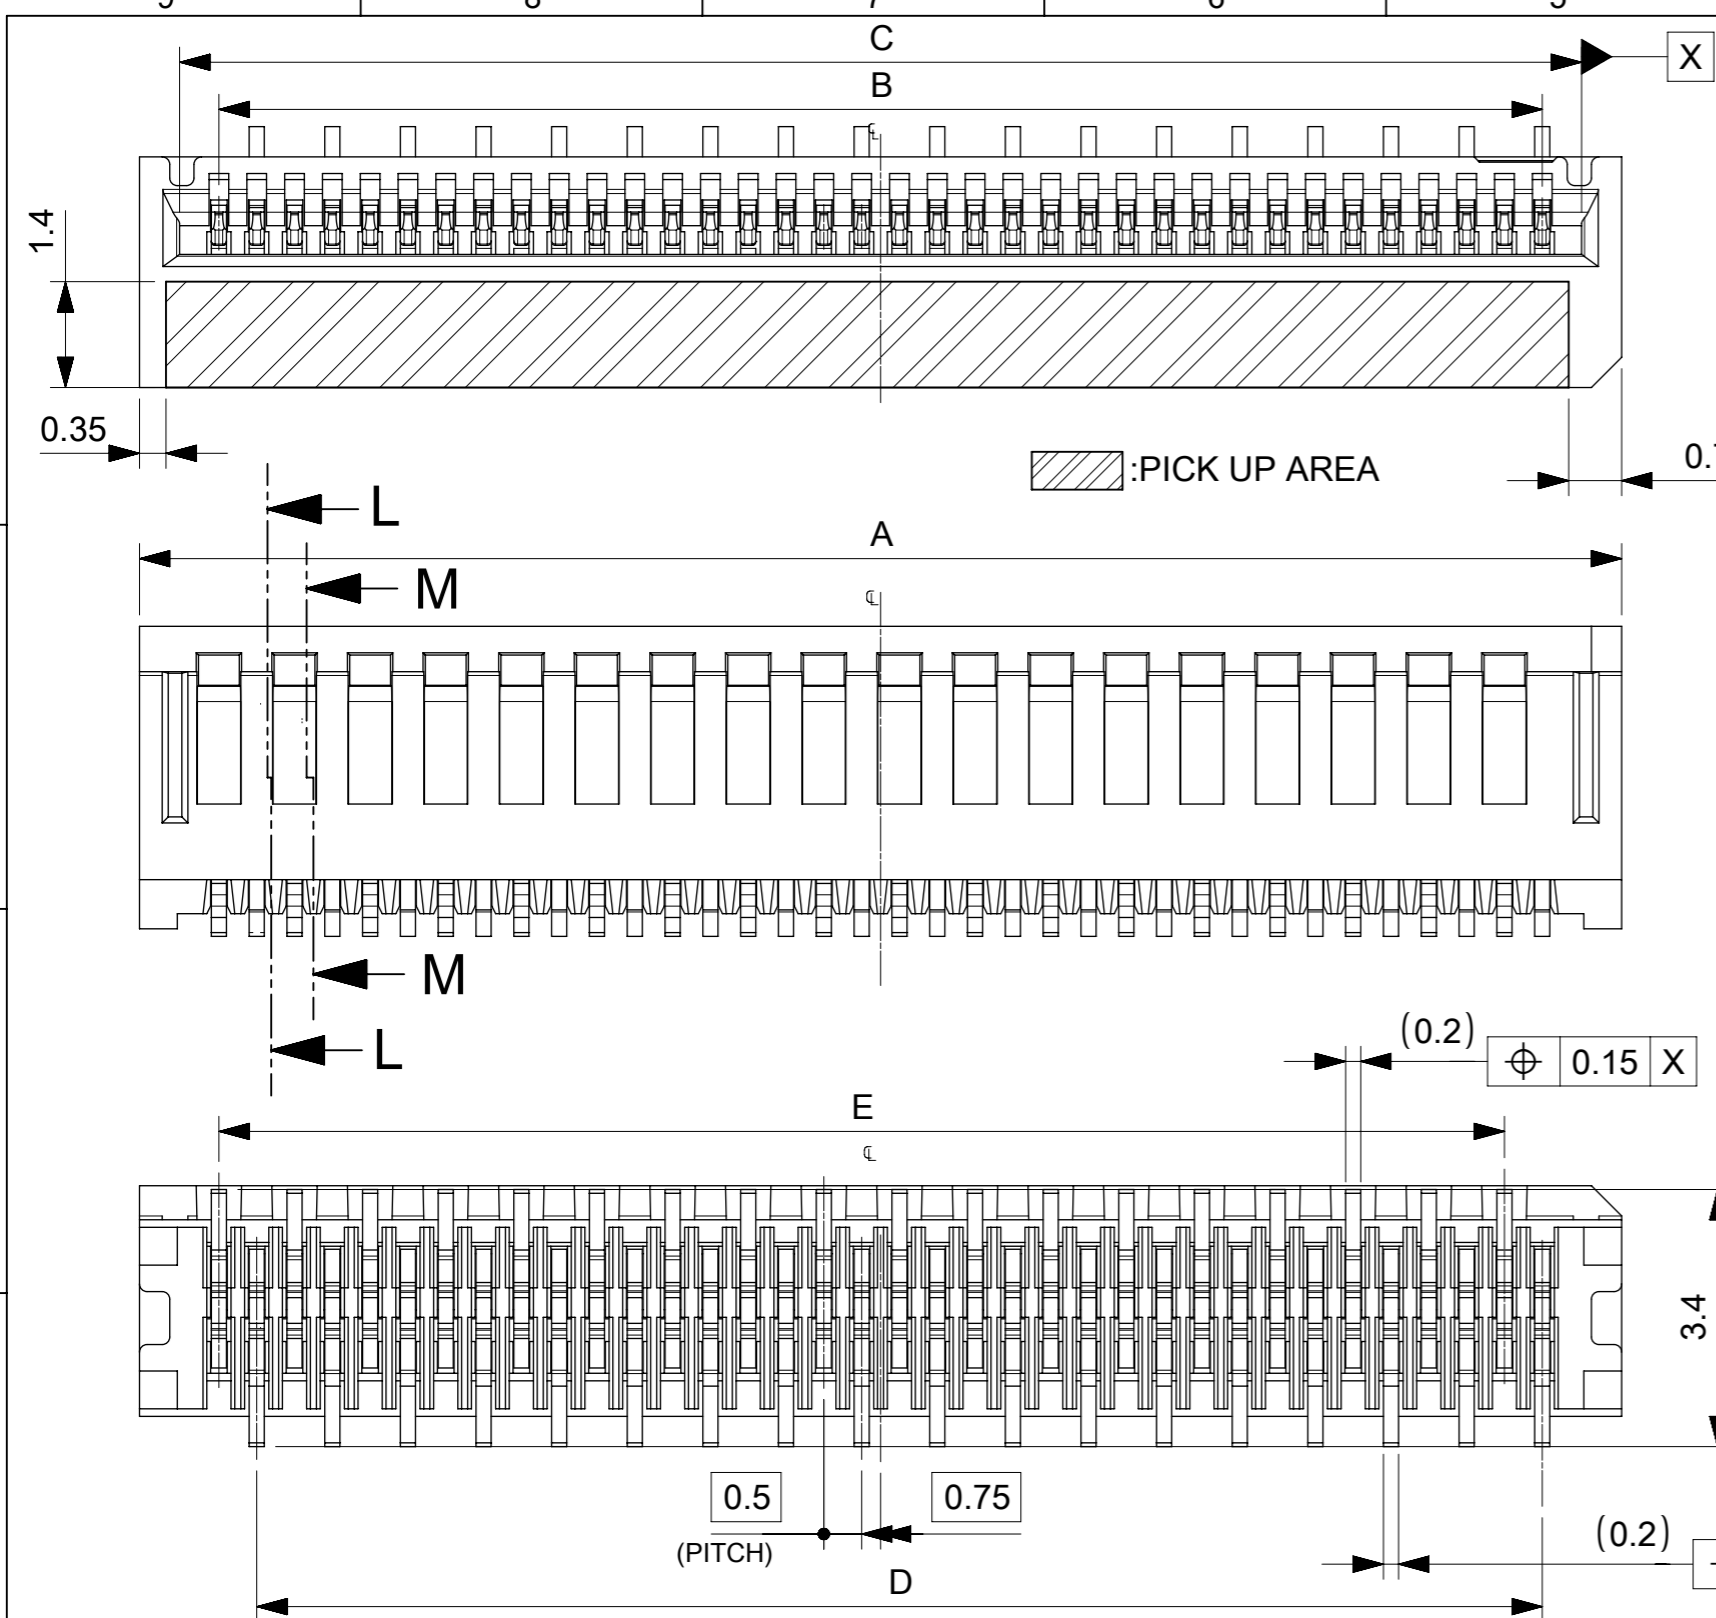 C
X
B
℄
1.4
0.35
:PICK UP AREA
L
A
M
℄
M
L
(0.2)
⌖ 0.15 X
E
℄
3.4
0.5
0.75
(PITCH)
(0.2)
D